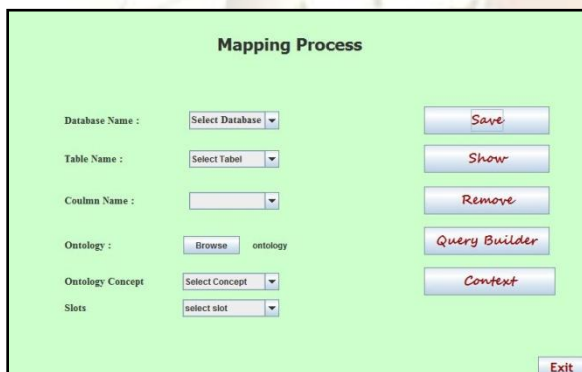 Mapping Process
Database Name : Select Database Save
Table Name : Select Tabel Show
Coulmn Name : Remove
Ontology : Browse ontology Query Builder
Ontology Concept Select Concept Context
Slots select slot
Exit